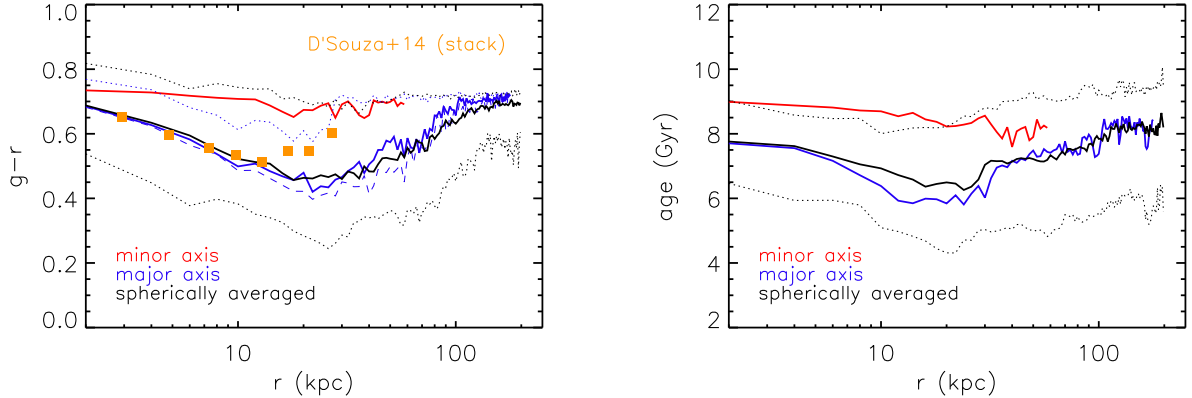 1.0
0.8
0.6
0.4
0.2
0.0
g−r
D'Souza+14 (stack)
minor axis
major axis
spherically averaged
10
100
r (kpc)
12
10
8
6
4
2
age (Gyr)
minor axis
major axis
spherically averaged
10
100
r (kpc)